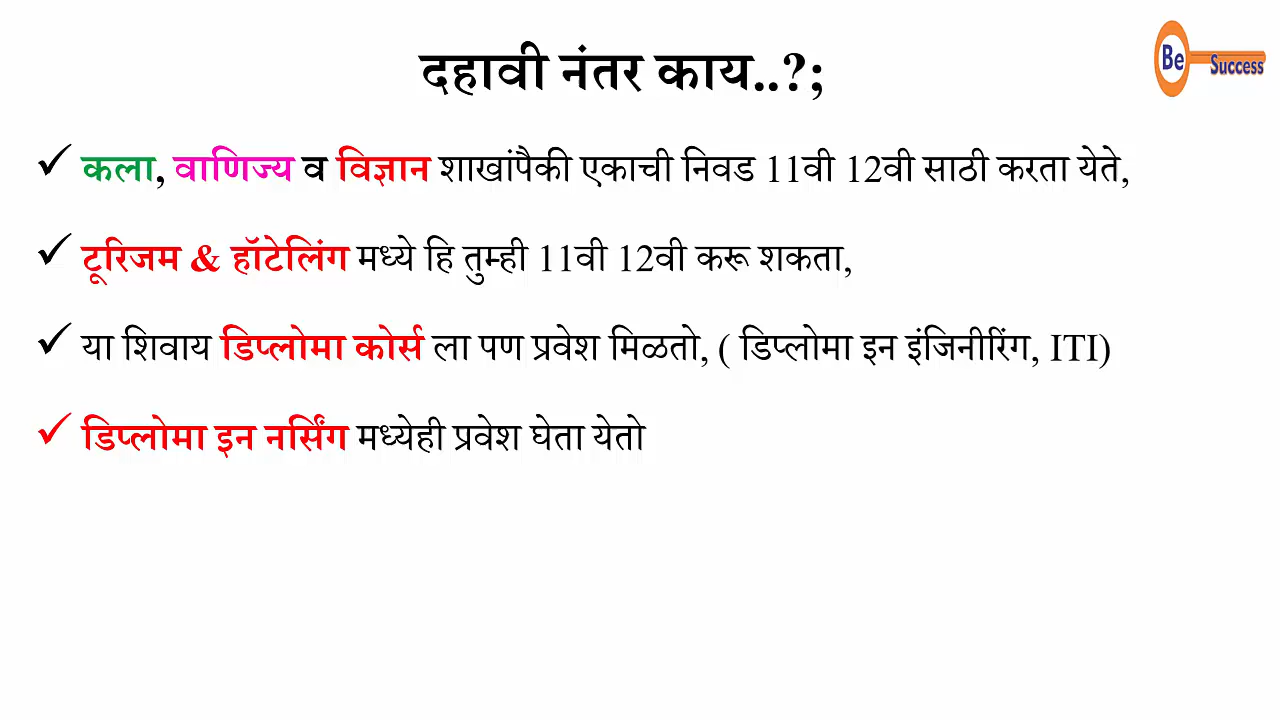 दहावी नंतर काय..?;
Be Success
कला, वाणिज्य व विज्ञान शाखांपैकी एकाची निवड 11वी 12वी साठी करता येते,
टूरिजम & हॉटेलिंग मध्ये हि तुम्ही 11वी 12वी करू शकता,
या शिवाय डिप्लोमा कोर्स ला पण प्रवेश मिळतो, ( डिप्लोमा इन इंजिनीरिंग, ITI)
डिप्लोमा इन नर्सिंग मध्येही प्रवेश घेता येतो